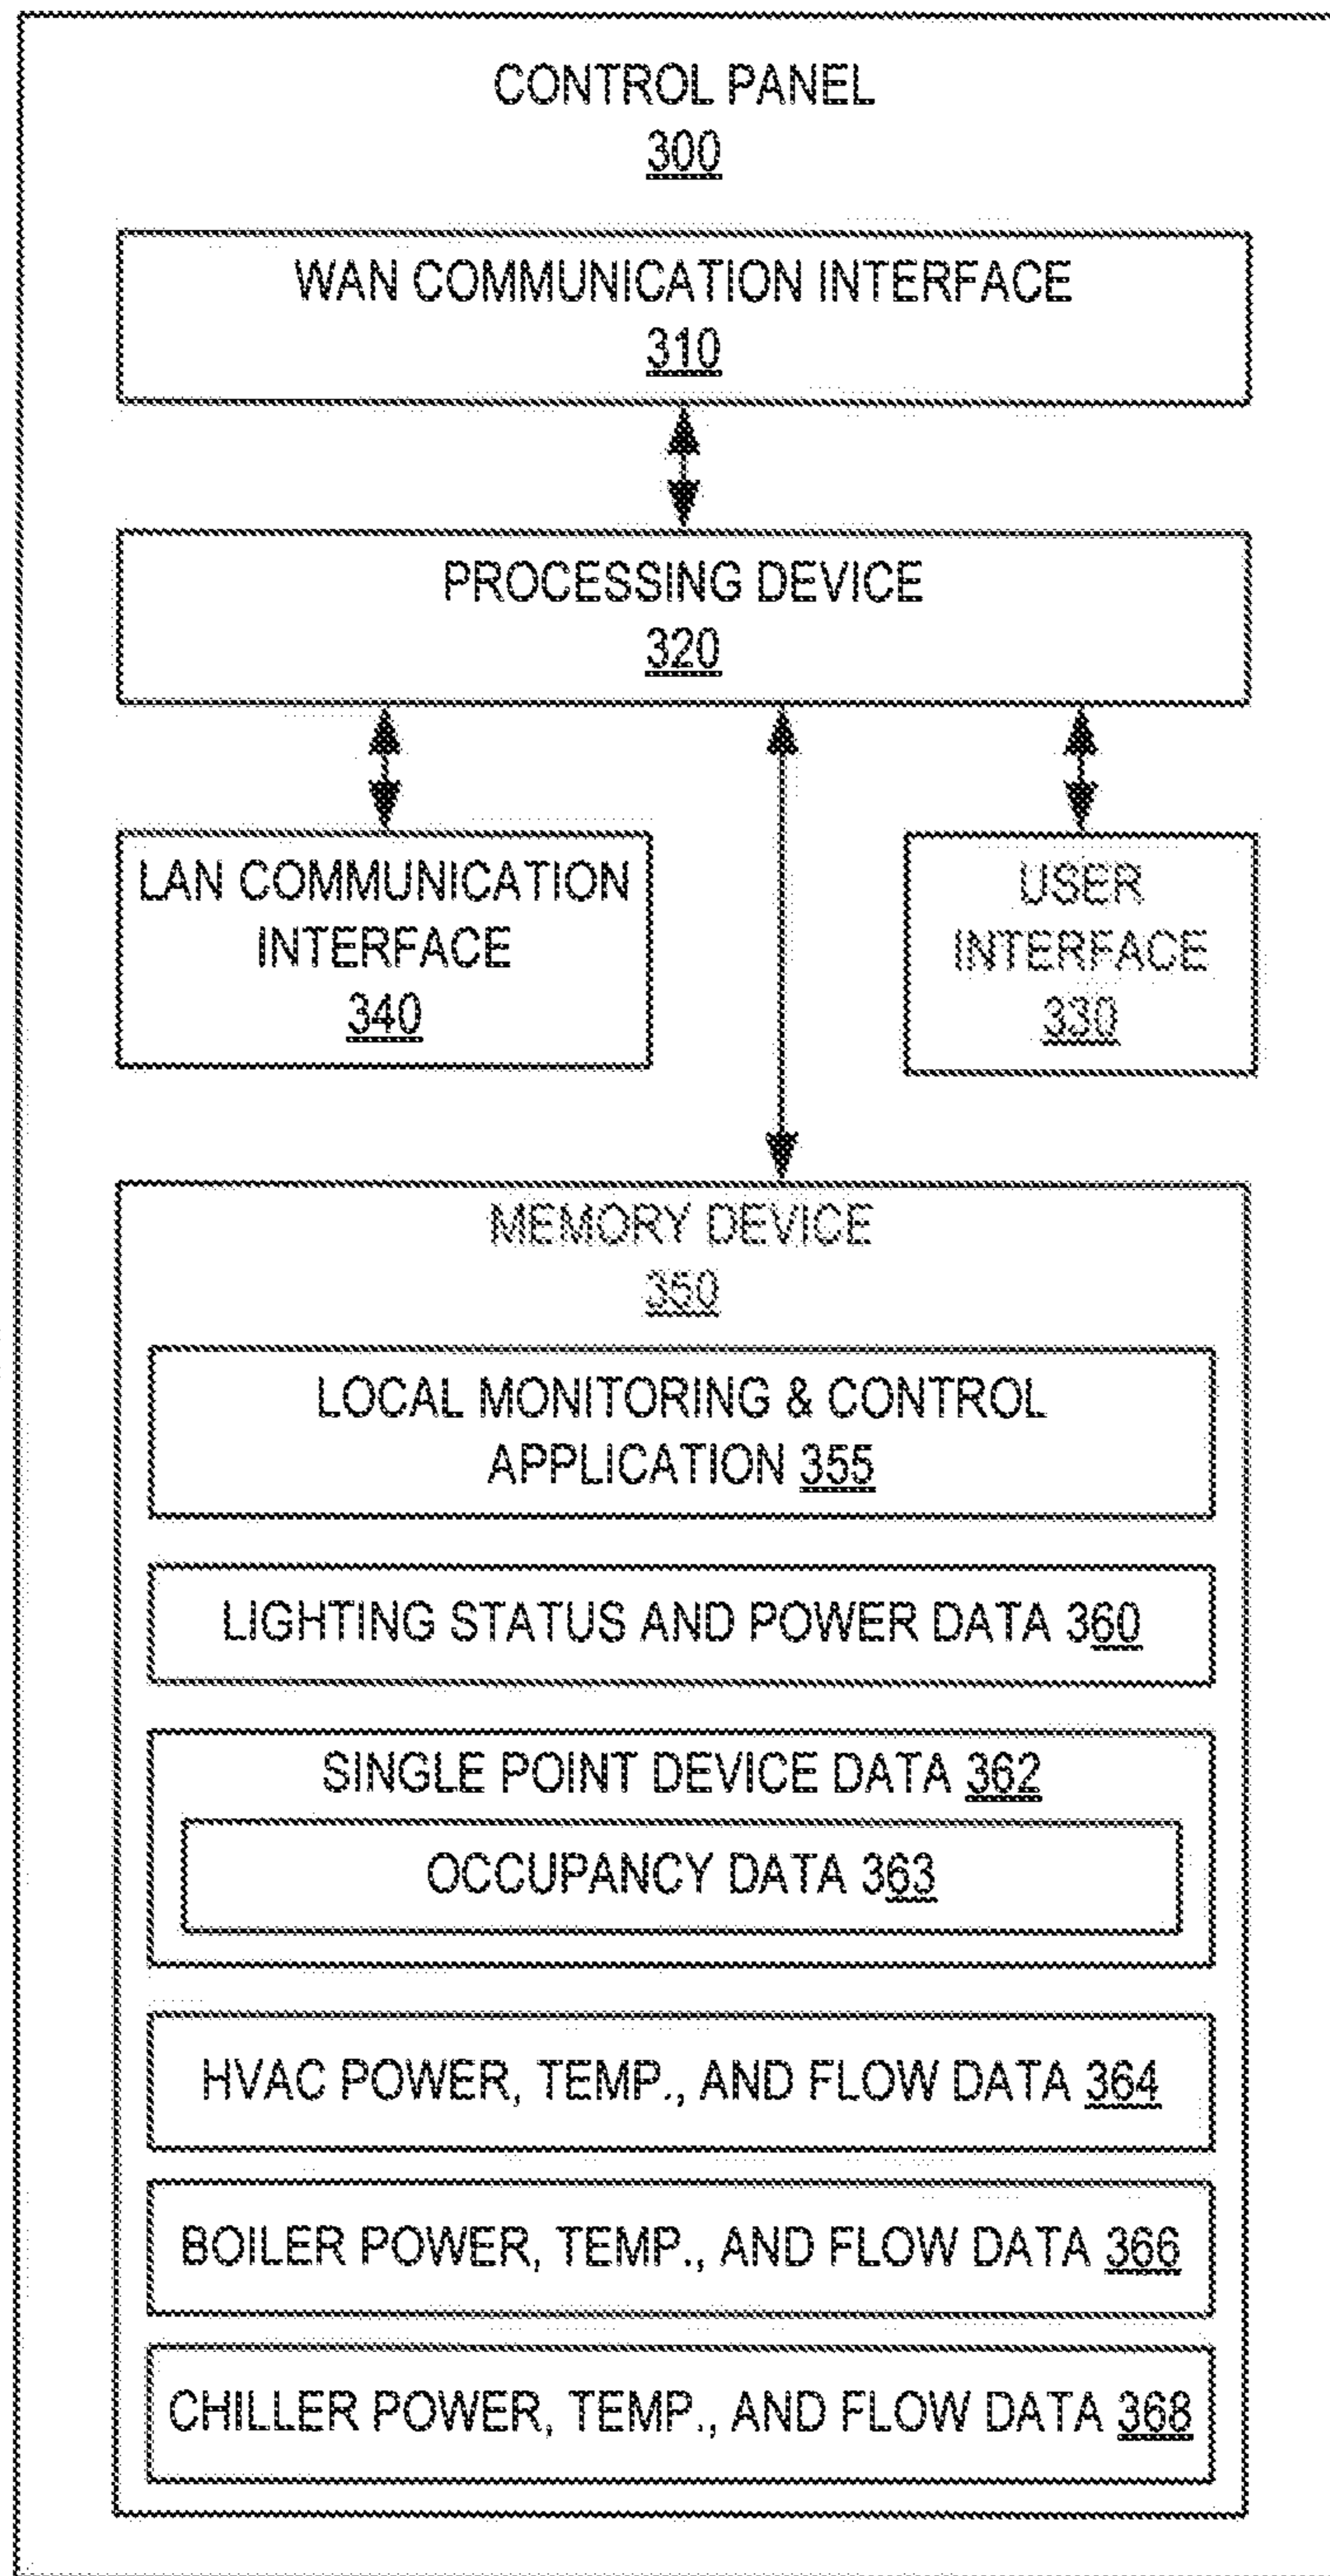 CONTROL PANEL
300
WAN COMMUNICATION INTERFACE
310
PROCESSING DEVICE
320
LAN COMMUNICATION
INTERFACE
340
USER
INTERFACE
330
MEMORY DEVICE
350
LOCAL MONITORING & CONTROL
APPLICATION 355
LIGHTING STATUS AND POWER DATA 360
SINGLE POINT DEVICE DATA 362
OCCUPANCY DATA 363
HVAC POWER, TEMP., AND FLOW DATA 364
BOILER POWER, TEMP., AND FLOW DATA 366
CHILLER POWER, TEMP., AND FLOW DATA 368